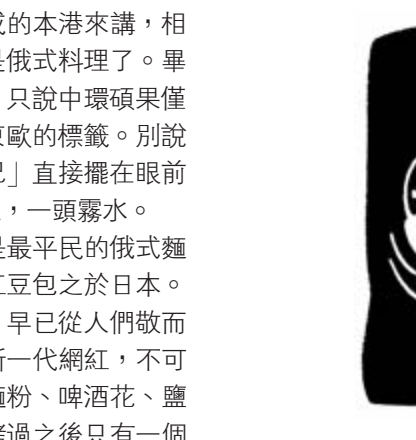 成的本港來講，相
是俄式料理了。畢
只說中環碩果僅
東歐的標籤。別說
」直接擺在眼前
，一頭霧水。
是最平民的俄式麵
紅豆包之於日本。
早已從人們敬而
新一代網紅，不可
麵粉、啤酒花、鹽
過之後只有一個